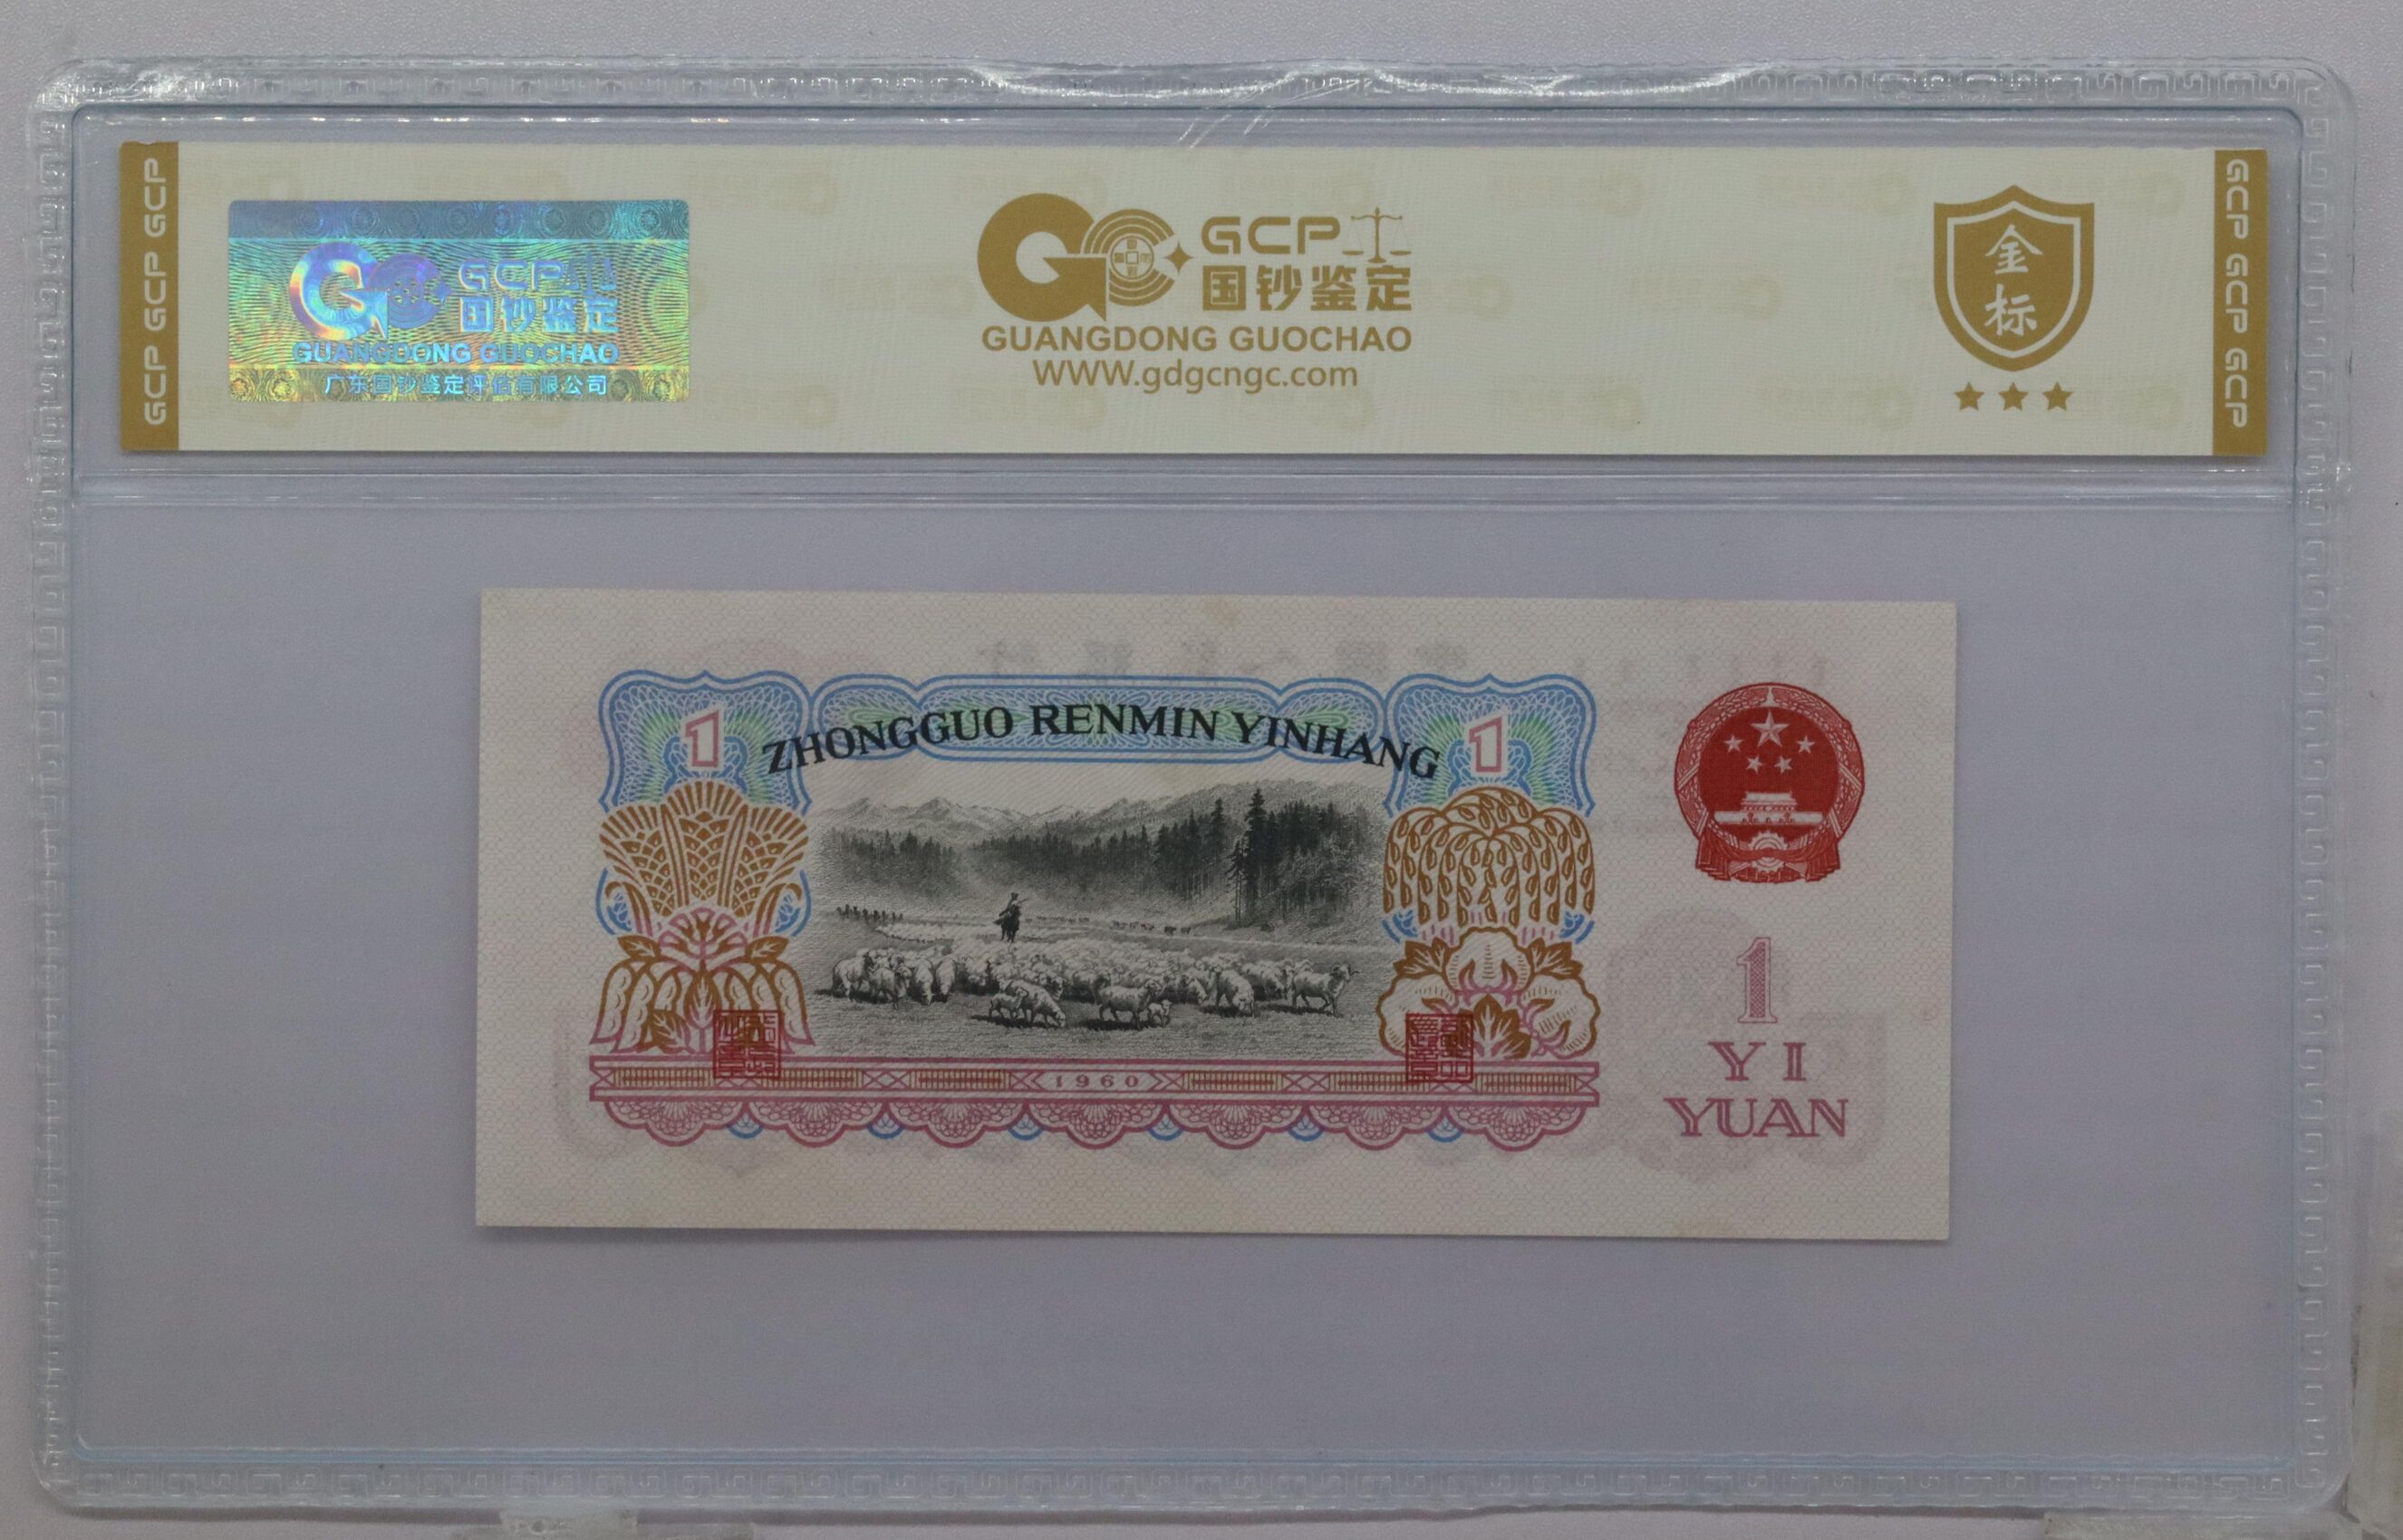 GCP GCP GCP
GCP 国钞鉴定
GUANGDONG GUOCHAO
广东国钞鉴定评估有限公司
GCP
国钞鉴定
GUANGDONG GUOCHAO
WWW.gdgcngc.com
金
标
GCP GCP GCP
ZHONGGUO RENMIN YINHANG
1
1
1960
1
YI
YUAN